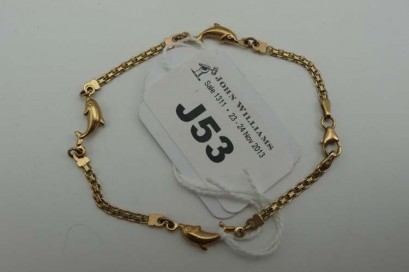 JOHN WILLIAMS
Sale 1311 • 23 - 24 Nov 2013
J53